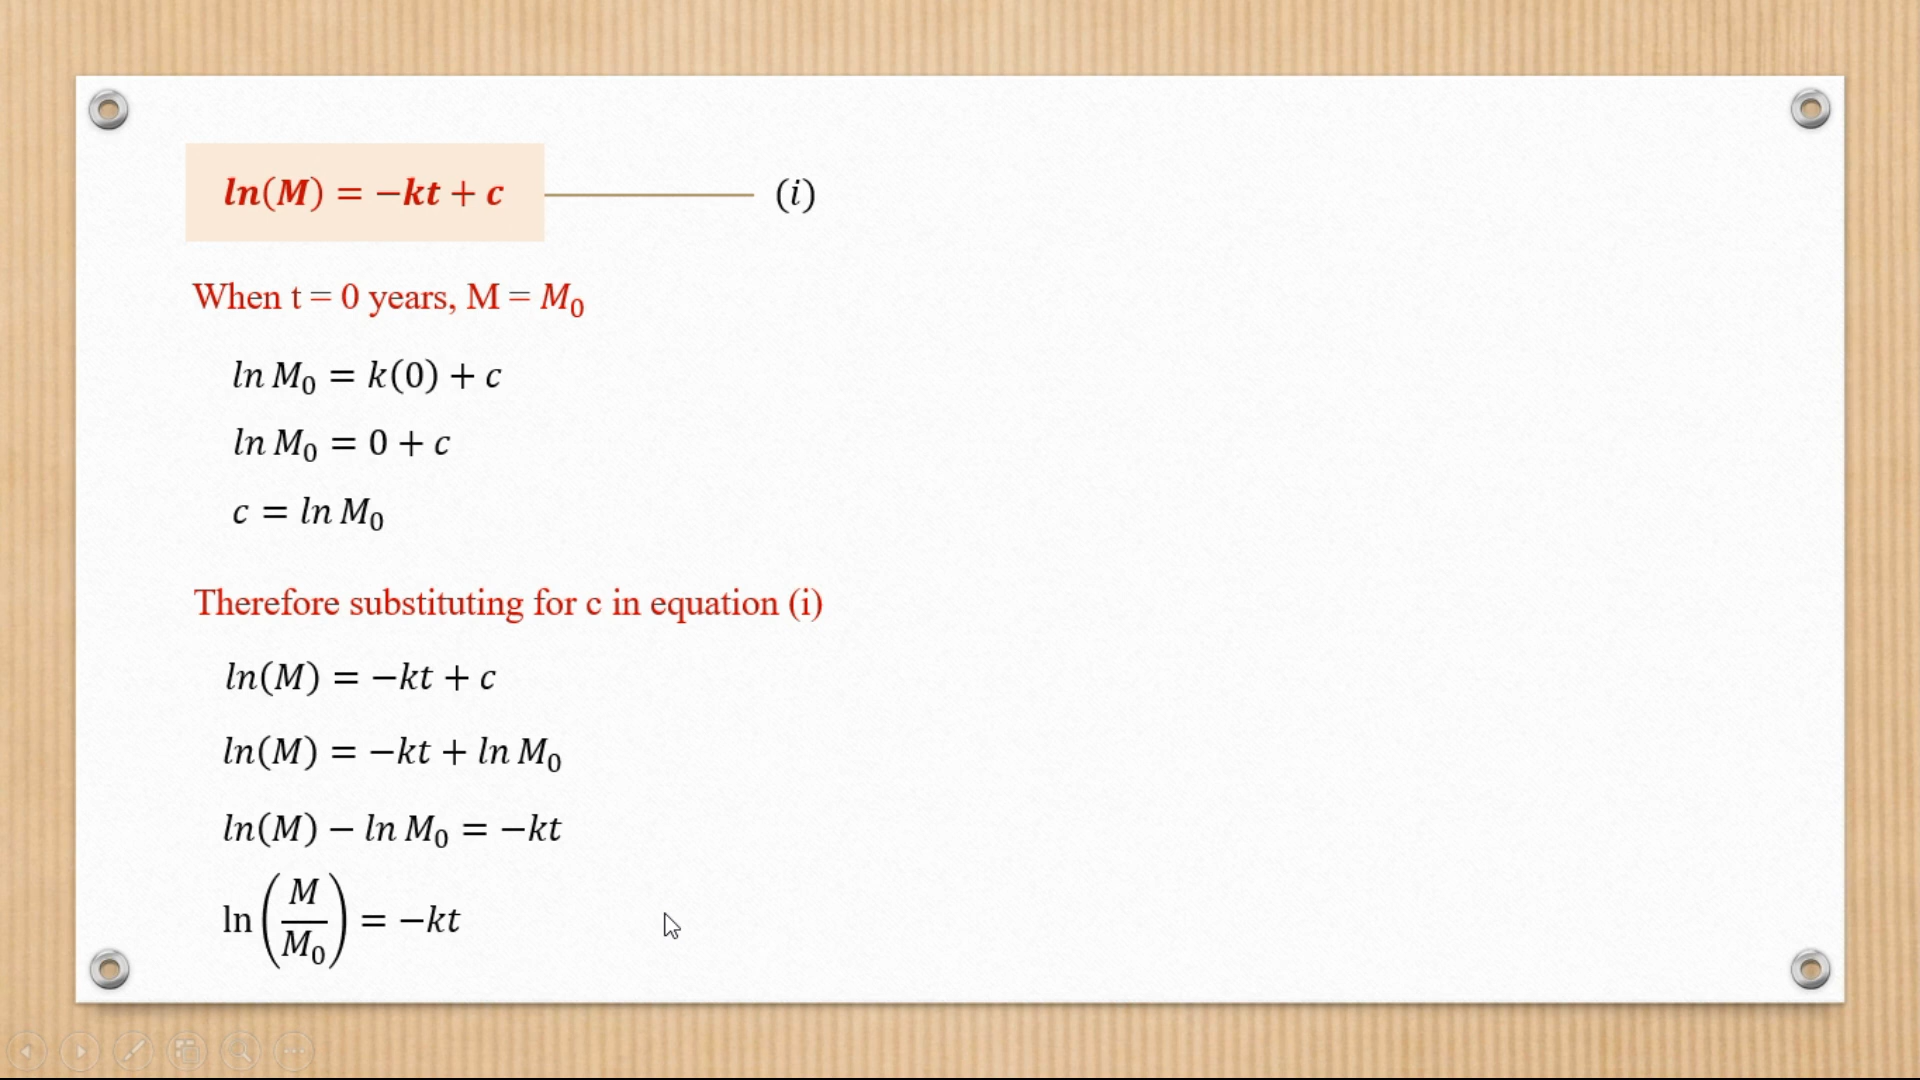 ln(M) = −kt + c (i)
When t = 0 years, M = M₀
ln M₀ = k(0) + c
ln M₀ = 0 + c
c = ln M₀
Therefore substituting for c in equation (i)
ln(M) = −kt + c
ln(M) = −kt + ln M₀
ln(M) − ln M₀ = −kt
ln(M/M₀) = −kt